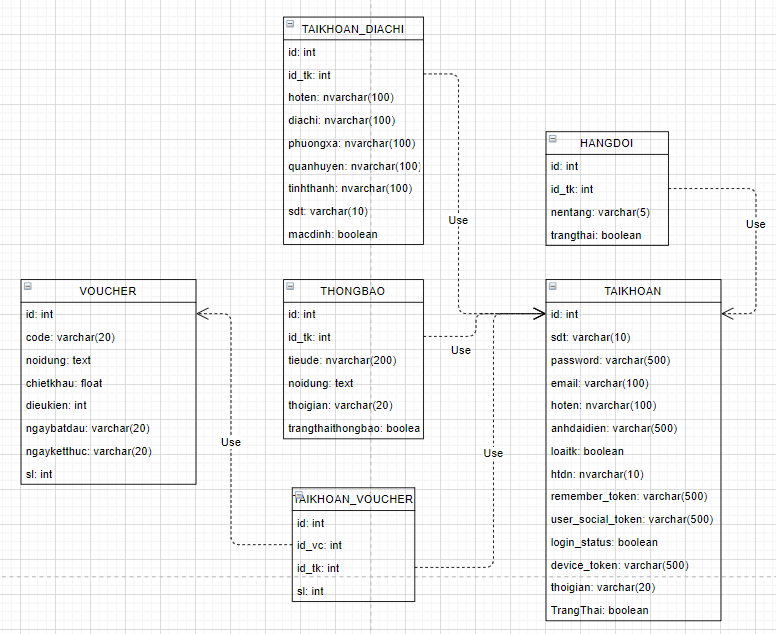 TAIKHOAN_DIACHI
id: int
id_tk: int
hoten: nvarchar(100)
diachi: nvarchar(100)
phuongxa: nvarchar(100)
quanhuyen: nvarchar(100)
tinhthanh: nvarchar(100)
sdt: varchar(10)
macdinh: boolean
Use
HANGDOI
id: int
id_tk: int
nentang: varchar(5)
trangthai: boolean
Use
VOUCHER
id: int
code: varchar(20)
noidung: text
chietkhau: float
dieukien: int
ngaybatdau: varchar(20)
ngayketthuc: varchar(20)
sl: int
Use
THONGBAO
id: int
id_tk: int
tieude: nvarchar(200)
noidung: text
thoigian: varchar(20)
trangthaithongbao: boolea
Use
TAIKHOAN_VOUCHER
id: int
id_vc: int
id_tk: int
sl: int
Use
TAIKHOAN
id: int
sdt: varchar(10)
password: varchar(500)
email: varchar(100)
hoten: nvarchar(100)
anhdaidien: varchar(500)
loaitk: boolean
htdn: nvarchar(10)
remember_token: varchar(500)
user_social_token: varchar(500)
login_status: boolean
device_token: varchar(500)
thoigian: varchar(20)
TrangThai: boolean